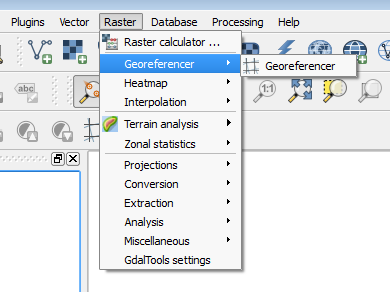 Plugins Vector Raster Database Processing Help
Raster calculator ...
Georeferencer
Georeferencer
Heatmap
Interpolation
Terrain analysis
Zonal statistics
Projections
Conversion
Extraction
Analysis
Miscellaneous
GdalTools settings
abc
1:1